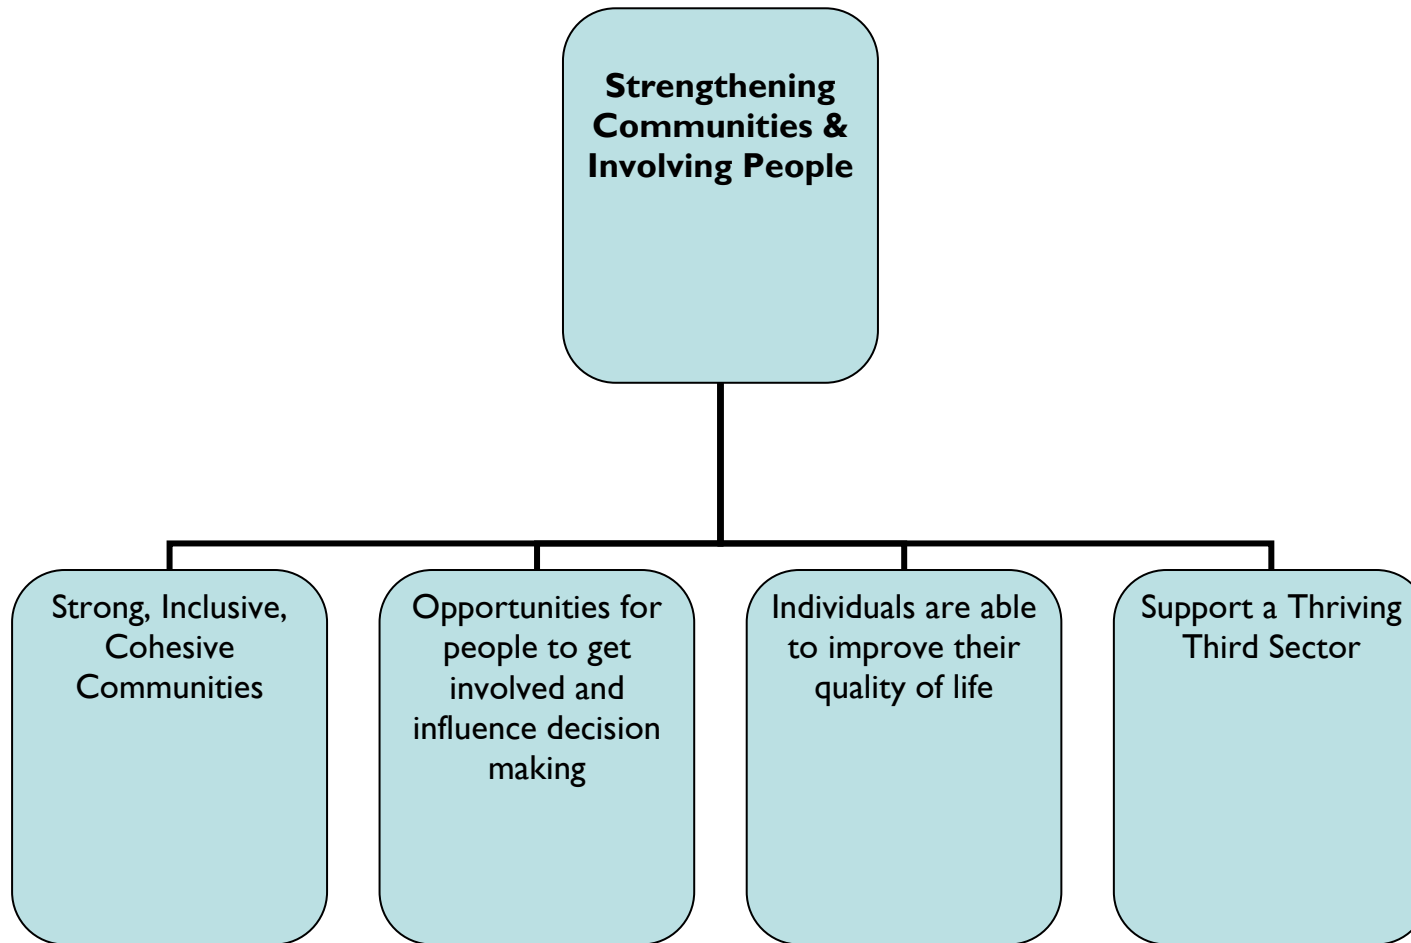 Strengthening
Communities &
Involving People
Strong, Inclusive,
Cohesive
Communities
Opportunities for
people to get
involved and
influence decision
making
Individuals are able
to improve their
quality of life
Support a Thriving
Third Sector